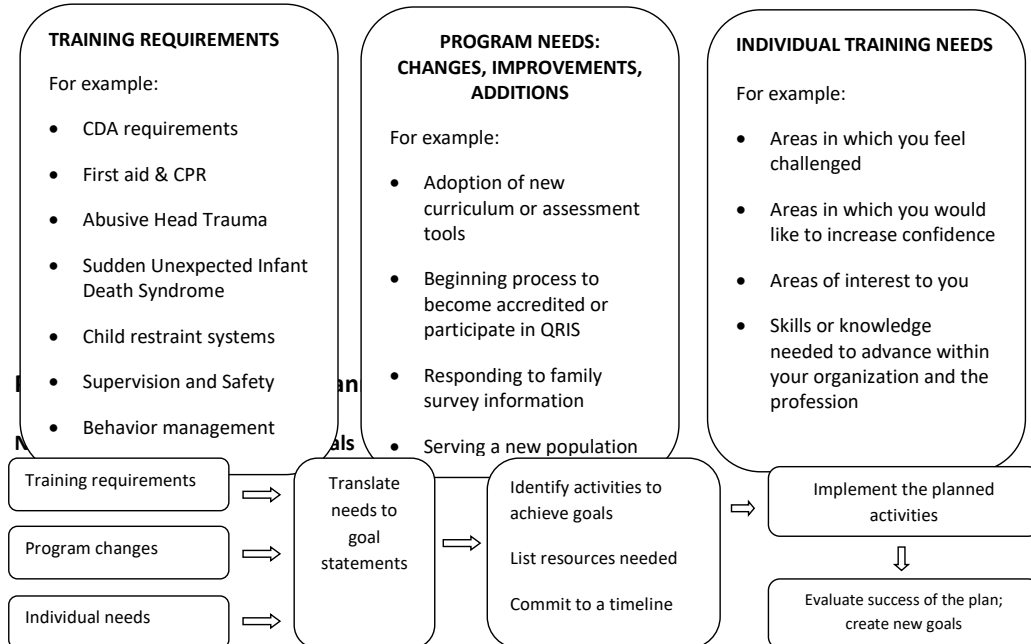 TRAINING REQUIREMENTS
For example:
• CDA requirements
• First aid & CPR
• Abusive Head Trauma
• Sudden Unexpected Infant
Death Syndrome
• Child restraint systems
• Supervision and Safety
• Behavior management
PROGRAM NEEDS:
CHANGES, IMPROVEMENTS,
ADDITIONS
For example:
• Adoption of new
curriculum or assessment
tools
• Beginning process to
become accredited or
participate in QRIS
• Responding to family
survey information
• Serving a new population
INDIVIDUAL TRAINING NEEDS
For example:
• Areas in which you feel
challenged
• Areas in which you would
like to increase confidence
• Areas of interest to you
• Skills or knowledge
needed to advance within
your organization and the
profession
Training requirements
Program changes
Individual needs
Translate
needs to
goal
statements
Identify activities to
achieve goals
List resources needed
Commit to a timeline
Implement the planned
activities
Evaluate success of the plan;
create new goals